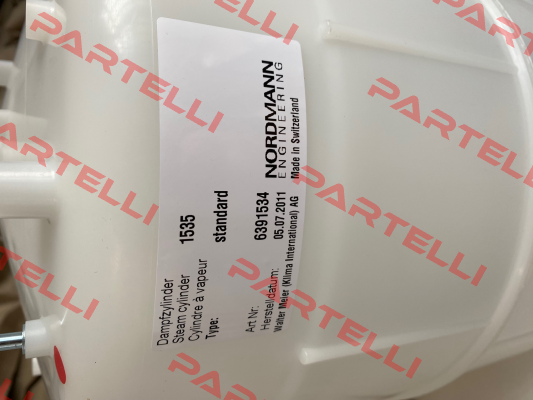 Dampfzylinder
Steam cylinder
Cylindre à vapeur
Type:
1535
standard
Art.Nr.:
6391534
Herstelldatum:
05.07.2011
Walter Meier (Klima International) AG
NORDMANN
ENGINEERING
Made in Switzerland
PARTELLI
PARTELLI
PARTELLI
PARTELLI
PARTELLI
PARTELLI